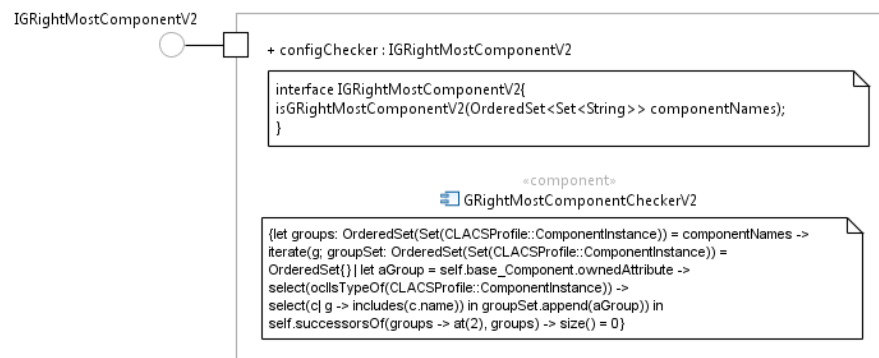 IGRightMostComponentV2
+ configChecker : IGRightMostComponentV2
interface IGRightMostComponentV2{
isGRightMostComponentV2(OrderedSet<Set<String>> componentNames);
}
«component»
GRightMostComponentCheckerV2
{let groups: OrderedSet(Set(CLACSProfile::ComponentInstance)) = componentNames ->
iterate(g; groupSet: OrderedSet(Set(CLACSProfile::ComponentInstance)) =
OrderedSet{} | let aGroup = self.base_Component.ownedAttribute ->
select(oclIsTypeOf(CLACSProfile::ComponentInstance)) ->
select(c| g -> includes(c.name)) in groupSet.append(aGroup)) in
self.successorsOf(groups -> at(2), groups) -> size() = 0}